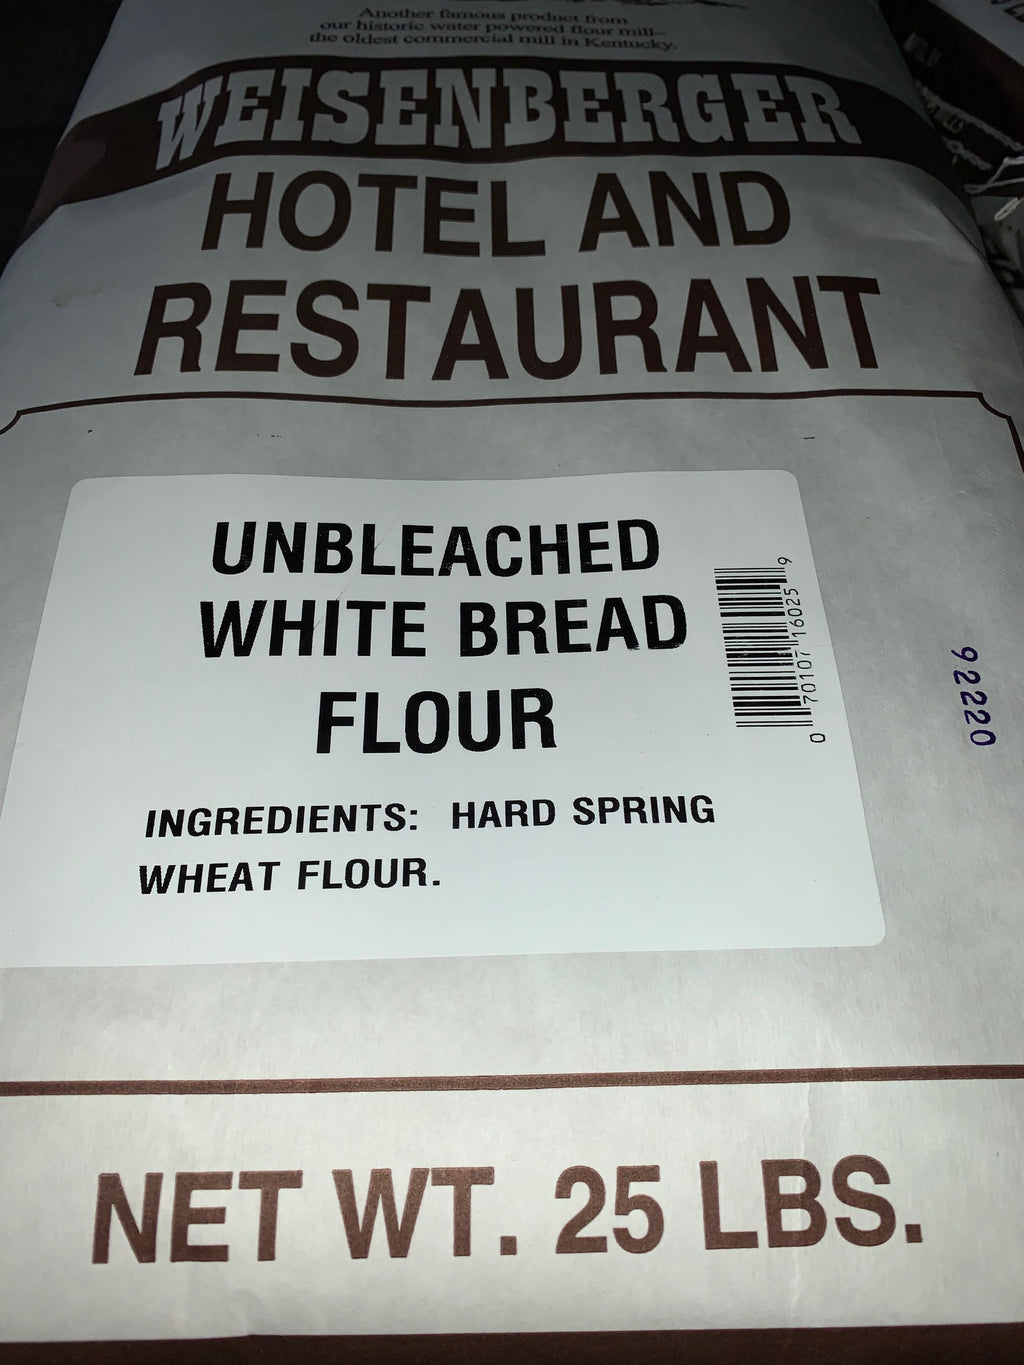 Another famous product from
our historic water powered flour mill—
the oldest commercial mill in Kentucky.
WEISENBERGER
HOTEL AND
RESTAURANT
UNBLEACHED
WHITE BREAD
FLOUR
INGREDIENTS: HARD SPRING
WHEAT FLOUR.
0 70107 16025 9
92220
NET WT. 25 LBS.